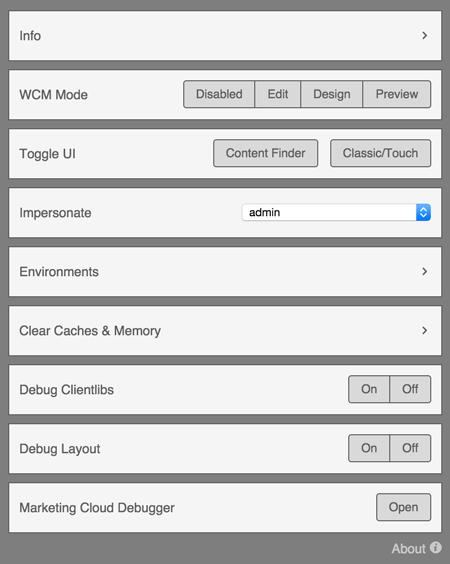 Info
WCM Mode Disabled Edit Design Preview
Toggle UI Content Finder Classic/Touch
Impersonate admin
Environments
Clear Caches & Memory
Debug Clientlibs On Off
Debug Layout On Off
Marketing Cloud Debugger Open
About